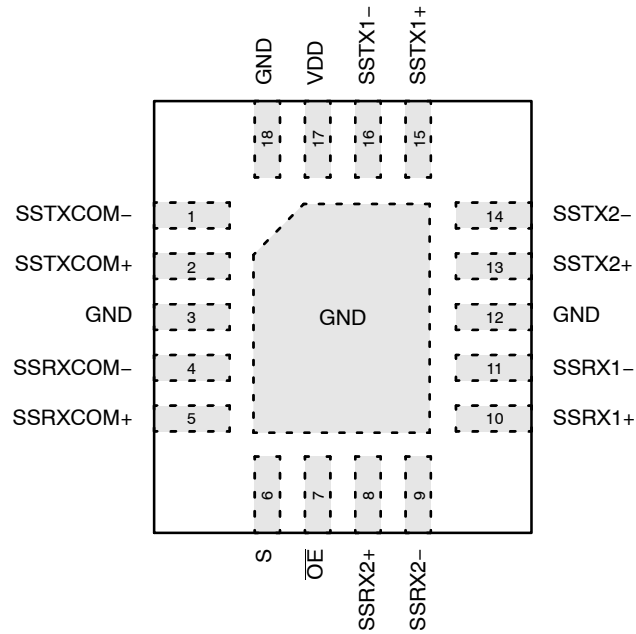 GND
VDD
SSTX1−
SSTX1+
18
17
16
15
SSTXCOM−
1
14
SSTX2−
SSTXCOM+
2
13
SSTX2+
GND
3
GND
12
GND
SSRXCOM−
4
11
SSRX1−
SSRXCOM+
5
10
SSRX1+
6
7
8
9
S
O̅E̅
SSRX2+
SSRX2−